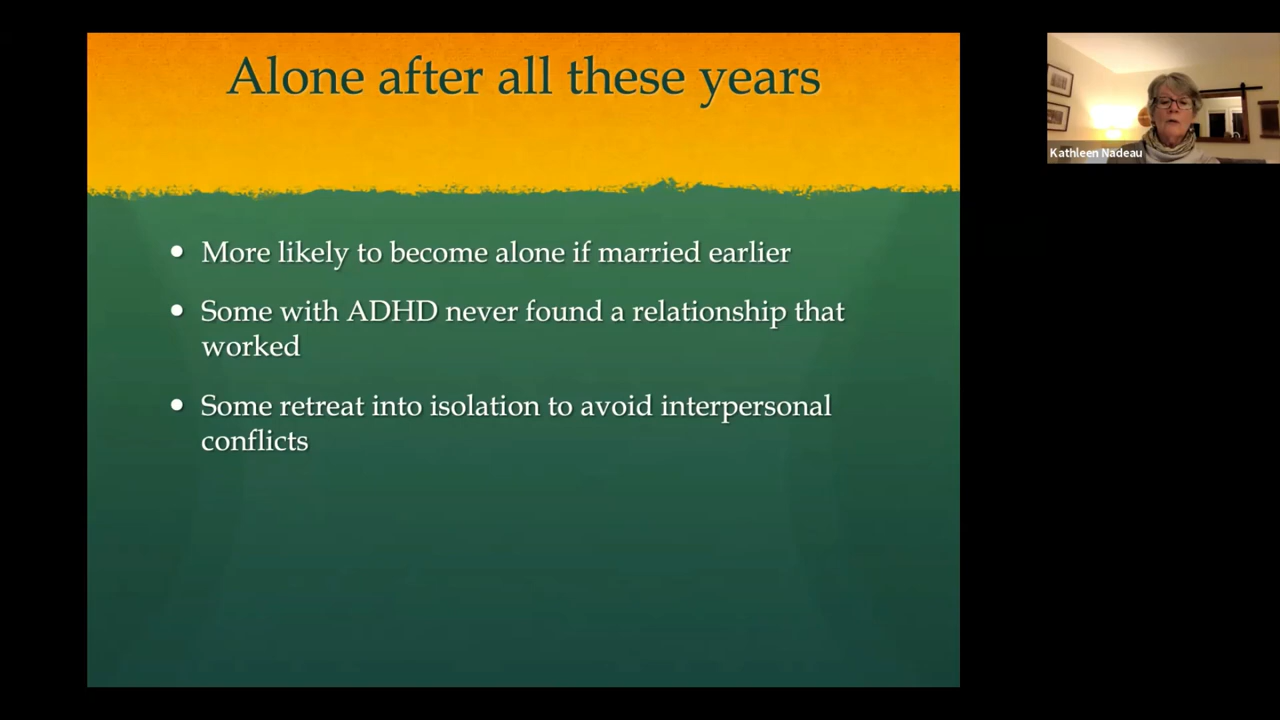 Alone after all these years
• More likely to become alone if married earlier
• Some with ADHD never found a relationship that
worked
• Some retreat into isolation to avoid interpersonal
conflicts
Kathleen Nadeau